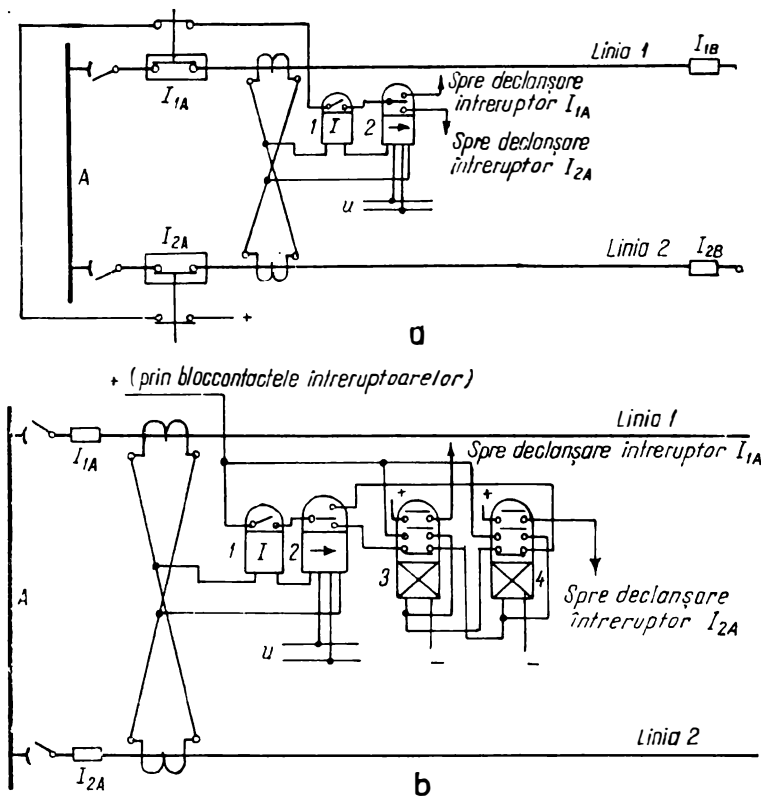 Linia 1
I1B
I1A
Spre declanșare
întreruptor I1A
1
I
2
Spre declanșare
întreruptor I2A
A
u
I2A
Linia 2
I2B
+
a
+ (prin bloccontactele întreruptoarelor)
Linia 1
I1A
Spre declanșare întreruptor I1A
+
+
1
I
2
3
4
A
Spre declanșare
întreruptor I2A
u
−
−
Linia 2
I2A
b